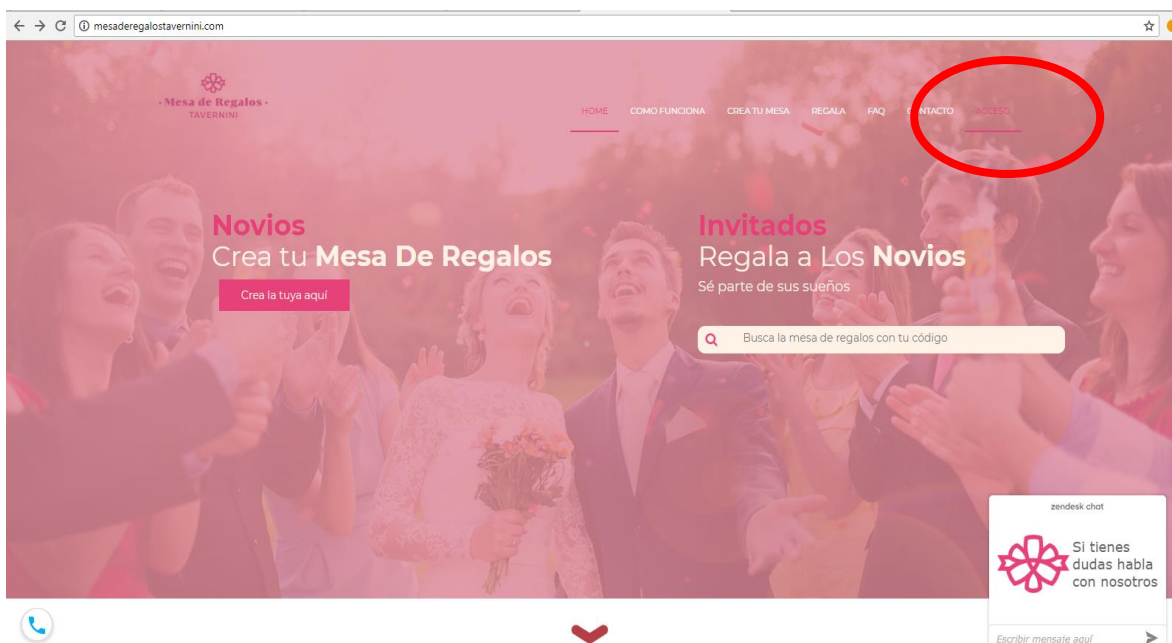 mesaderegalostavernini.com
· Mesa de Regalos ·
TAVERNINI
HOME COMO FUNCIONA CREA TU MESA REGALA FAQ CONTACTO ACCESO
Novios
Crea tu Mesa De Regalos
Crea la tuya aquí
Invitados
Regala a Los Novios
Sé parte de sus sueños
Busca la mesa de regalos con tu código
zendesk chat
Si tienes
dudas habla
con nosotros
Escribir mensaje aquí